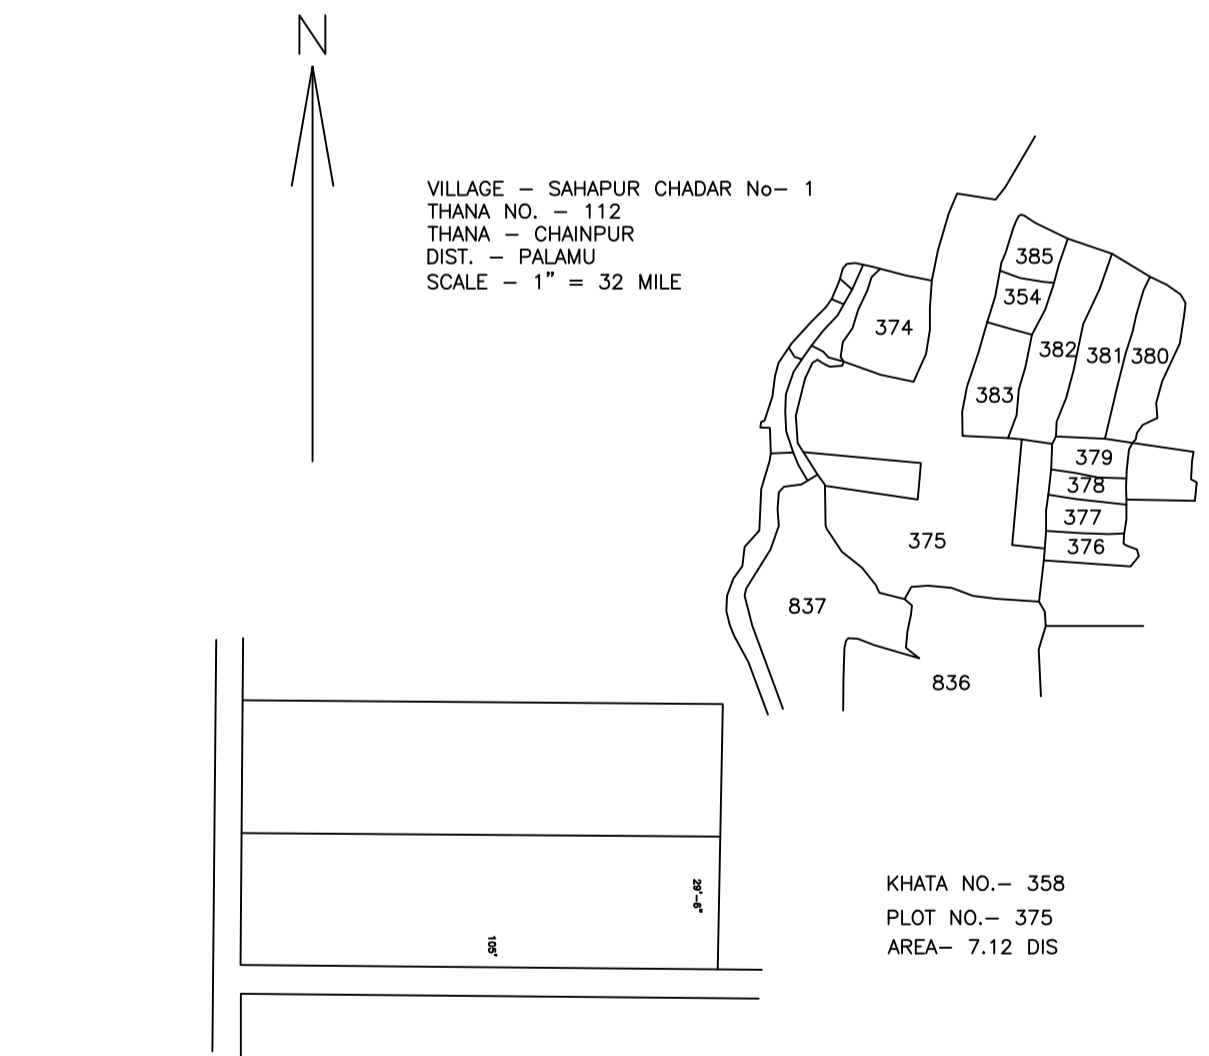 N
VILLAGE – SAHAPUR CHADAR No– 1
THANA NO. – 112
THANA – CHAINPUR
DIST. – PALAMU
SCALE – 1" = 32 MILE
385
354
374
382
381
380
383
379
378
377
376
375
837
836
29'-6"
105'
KHATA NO.– 358
PLOT NO.– 375
AREA– 7.12 DIS